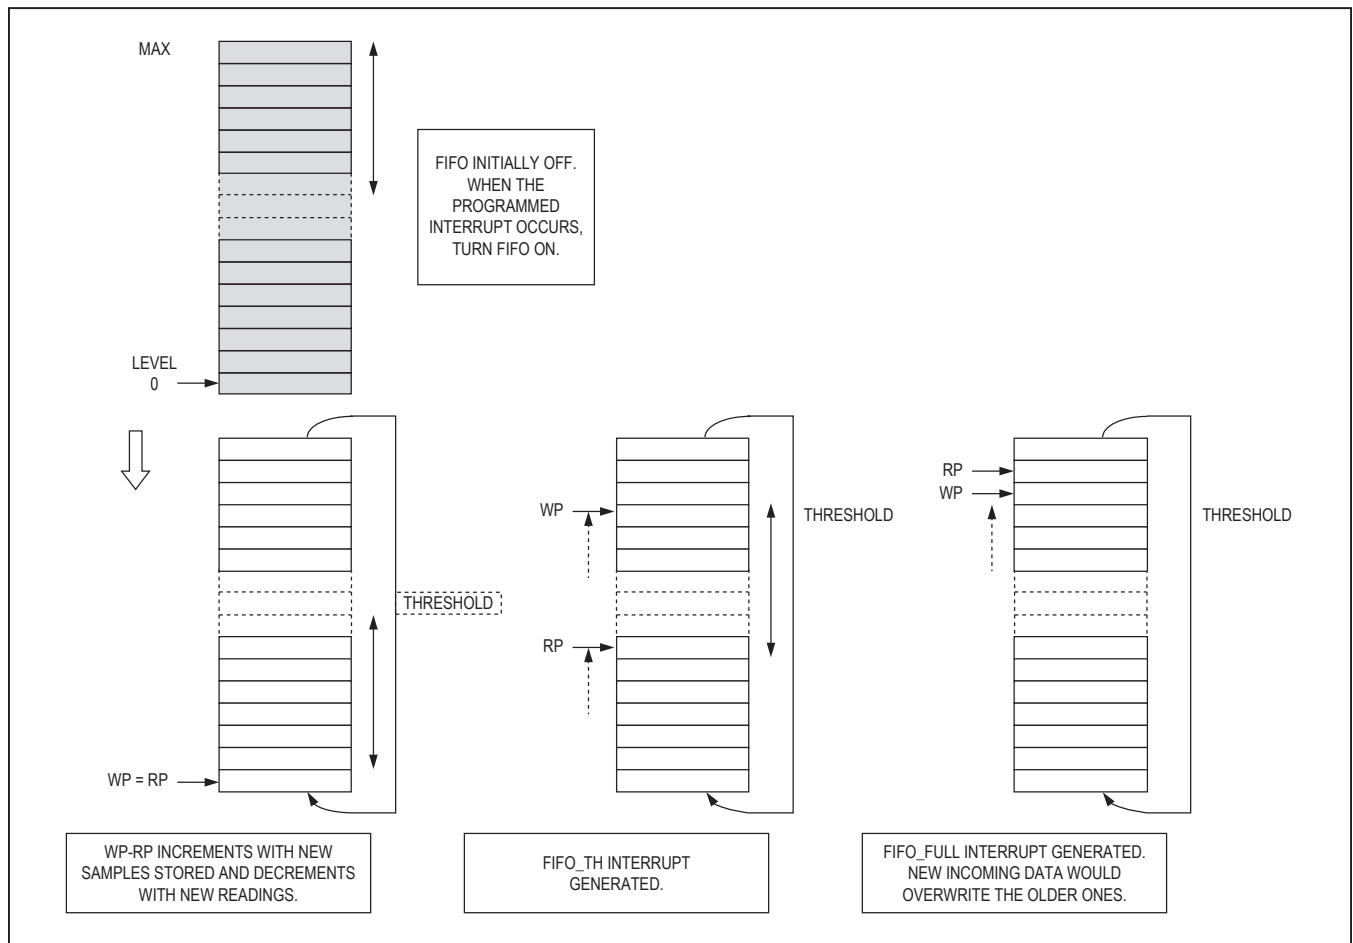 MAX
FIFO INITIALLY OFF.
WHEN THE
PROGRAMMED
INTERRUPT OCCURS,
TURN FIFO ON.
LEVEL
0
THRESHOLD
WP = RP
WP-RP INCREMENTS WITH NEW
SAMPLES STORED AND DECREMENTS
WITH NEW READINGS.
WP
THRESHOLD
RP
FIFO_TH INTERRUPT
GENERATED.
RP
WP
THRESHOLD
FIFO_FULL INTERRUPT GENERATED.
NEW INCOMING DATA WOULD
OVERWRITE THE OLDER ONES.